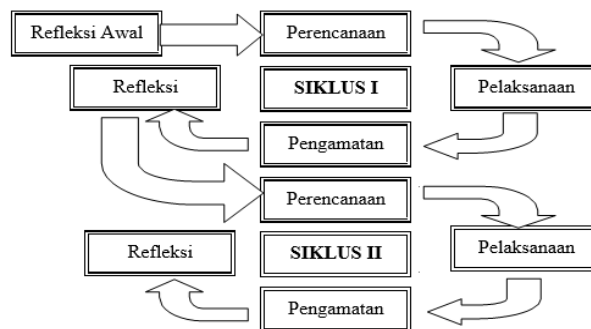 Refleksi Awal
Perencanaan
Refleksi
SIKLUS I
Pelaksanaan
Pengamatan
Perencanaan
Refleksi
SIKLUS II
Pelaksanaan
Pengamatan